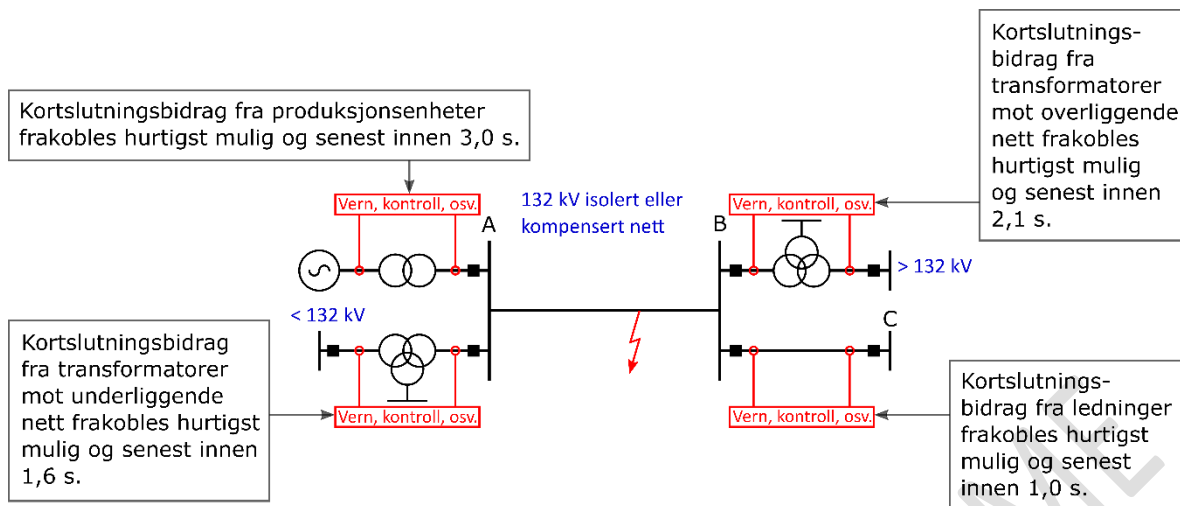 Kortslutnings-
bidrag fra
transformatorer
mot overliggende
nett frakobles
hurtigst mulig
og senest innen
2,1 s.
Kortslutningsbidrag fra produksjonsenheter
frakobles hurtigst mulig og senest innen 3,0 s.
Vern, kontroll, osv.
132 kV isolert eller
kompensert nett
Vern, kontroll, osv.
A
B
> 132 kV
< 132 kV
C
Kortslutningsbidrag
fra transformatorer
mot underliggende
nett frakobles hurtigst
mulig og senest innen
1,6 s.
Vern, kontroll, osv.
Vern, kontroll, osv.
Kortslutnings-
bidrag fra ledninger
frakobles hurtigst
mulig og senest
innen 1,0 s.